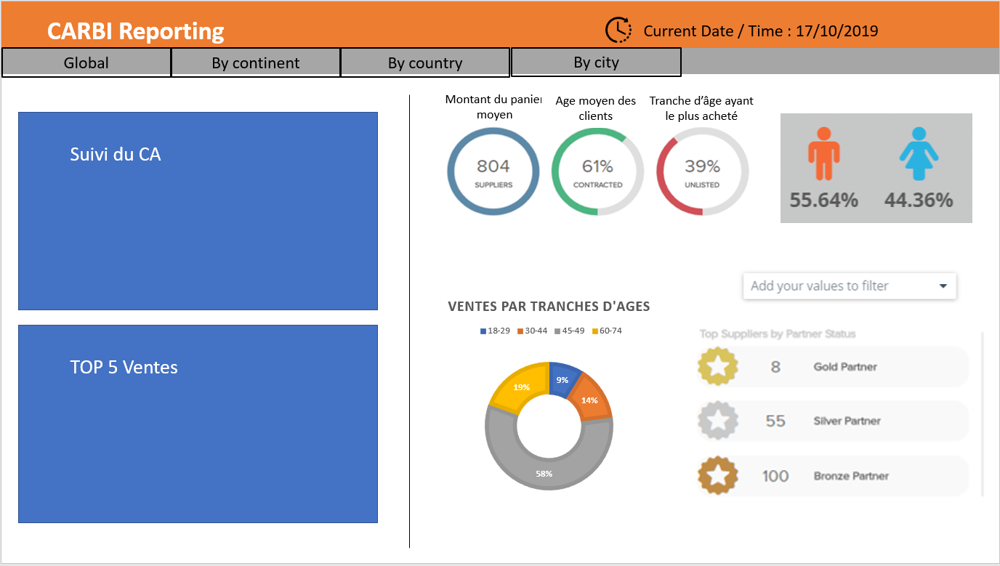 CARBI Reporting
Current Date / Time : 17/10/2019
Global
By continent
By country
By city
Suivi du CA
TOP 5 Ventes
Montant du panier
moyen
Age moyen des
clients
Tranche d’âge ayant
le plus acheté
804
SUPPLIERS
61%
CONTRACTED
39%
UNLISTED
55.64%
44.36%
Add your values to filter
VENTES PAR TRANCHES D'AGES
18-29
30-44
45-49
60-74
9%
14%
58%
19%
Top Suppliers by Partner Status
8
Gold Partner
55
Silver Partner
100
Bronze Partner